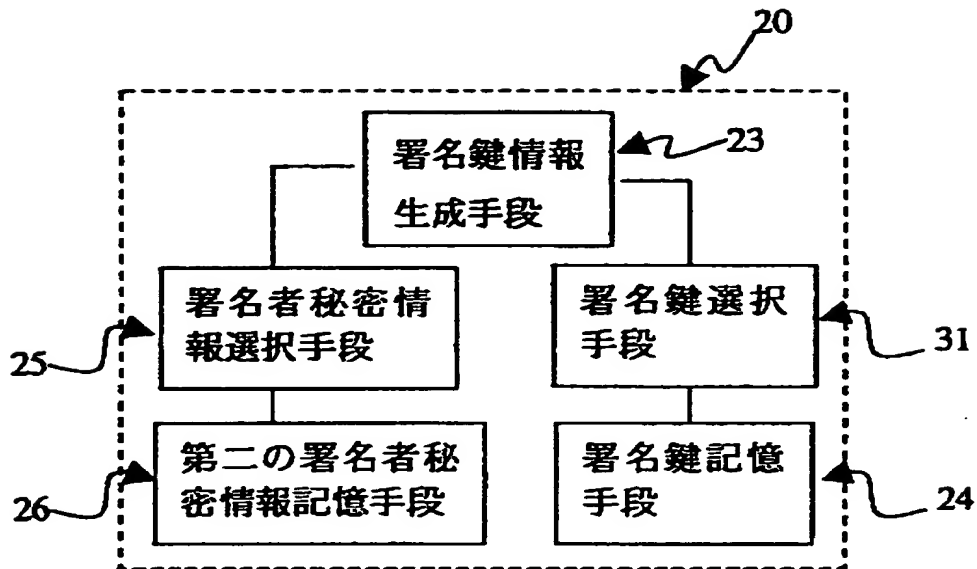 20
署名鍵情報
生成手段
23
署名者秘密情
報選択手段
25
署名鍵選択
手段
31
第二の署名者秘
密情報記憶手段
26
署名鍵記憶
手段
24